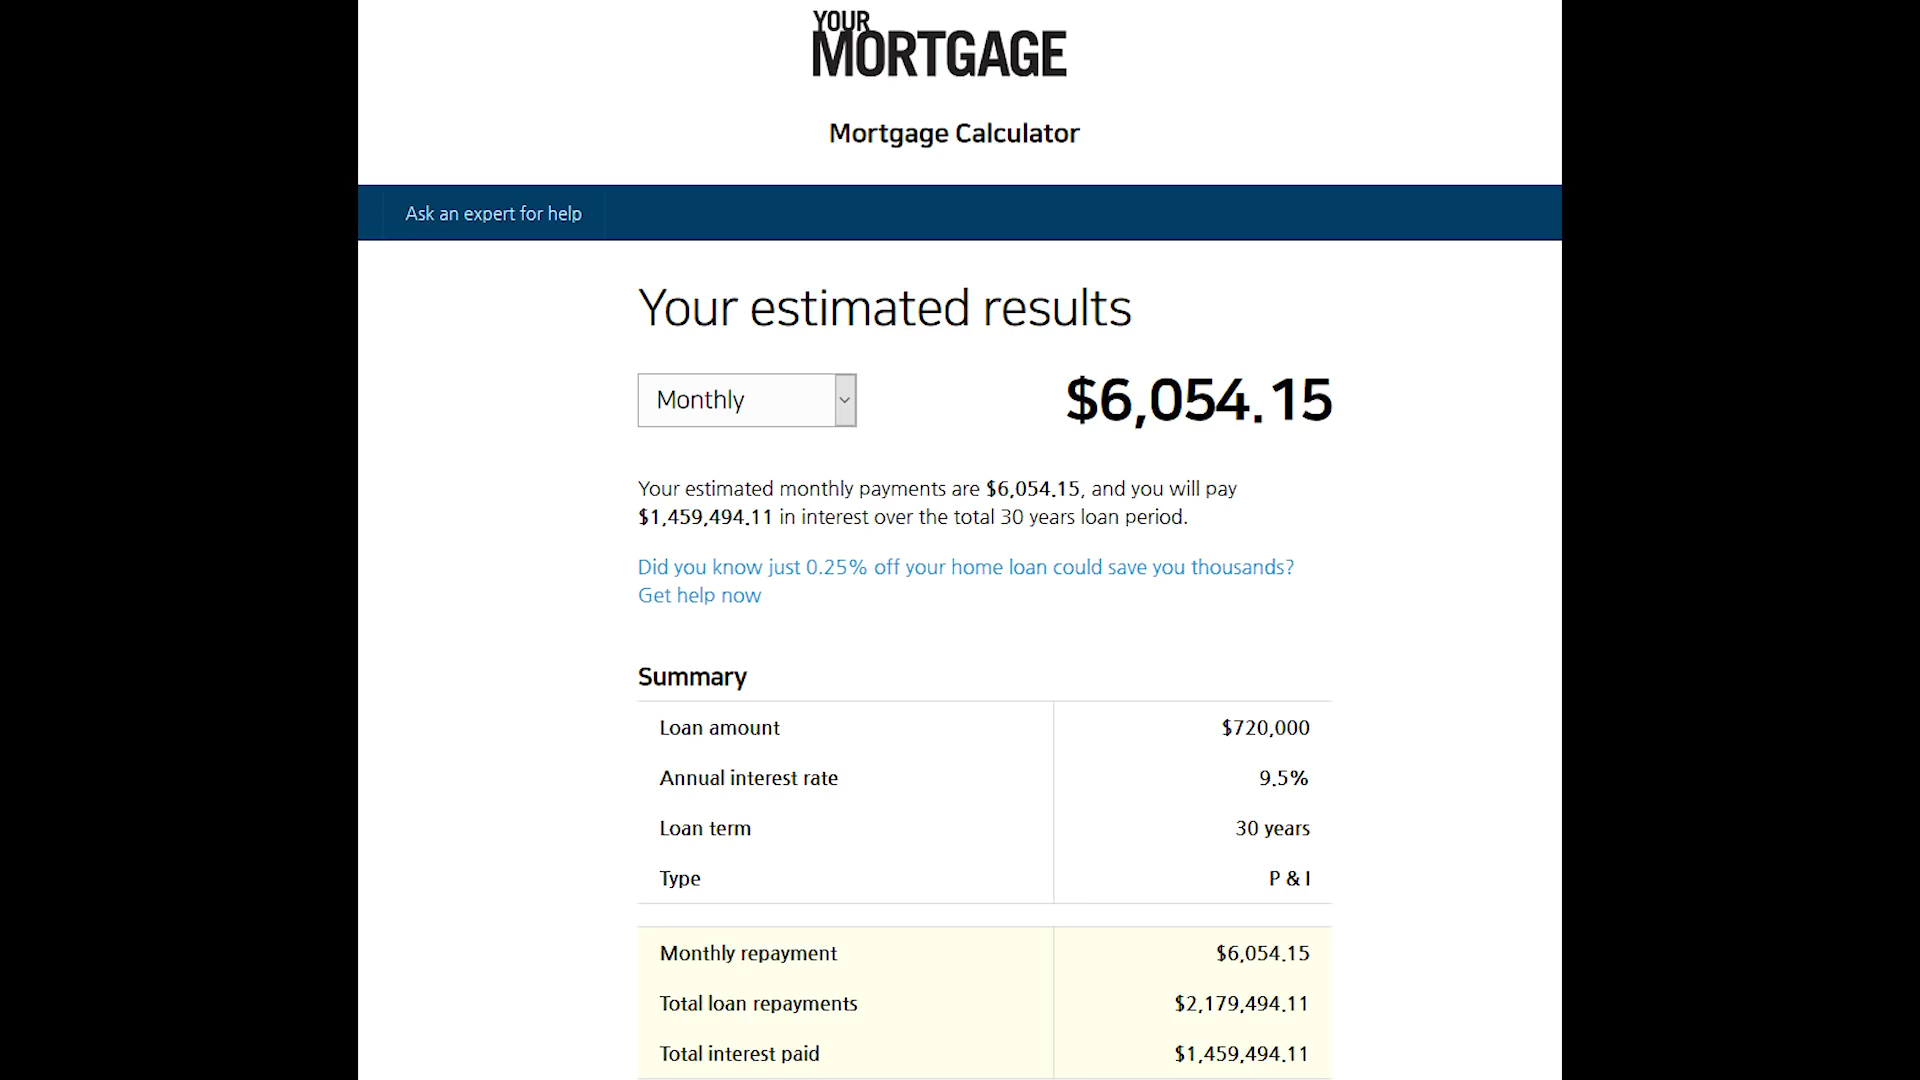 YOUR
MORTGAGE
Mortgage Calculator
Ask an expert for help
Your estimated results
Monthly
$6,054.15
Your estimated monthly payments are $6,054.15, and you will pay
$1,459,494.11 in interest over the total 30 years loan period.
Did you know just 0.25% off your home loan could save you thousands?
Get help now
Summary
Loan amount $720,000
Annual interest rate 9.5%
Loan term 30 years
Type P & I
Monthly repayment $6,054.15
Total loan repayments $2,179,494.11
Total interest paid $1,459,494.11